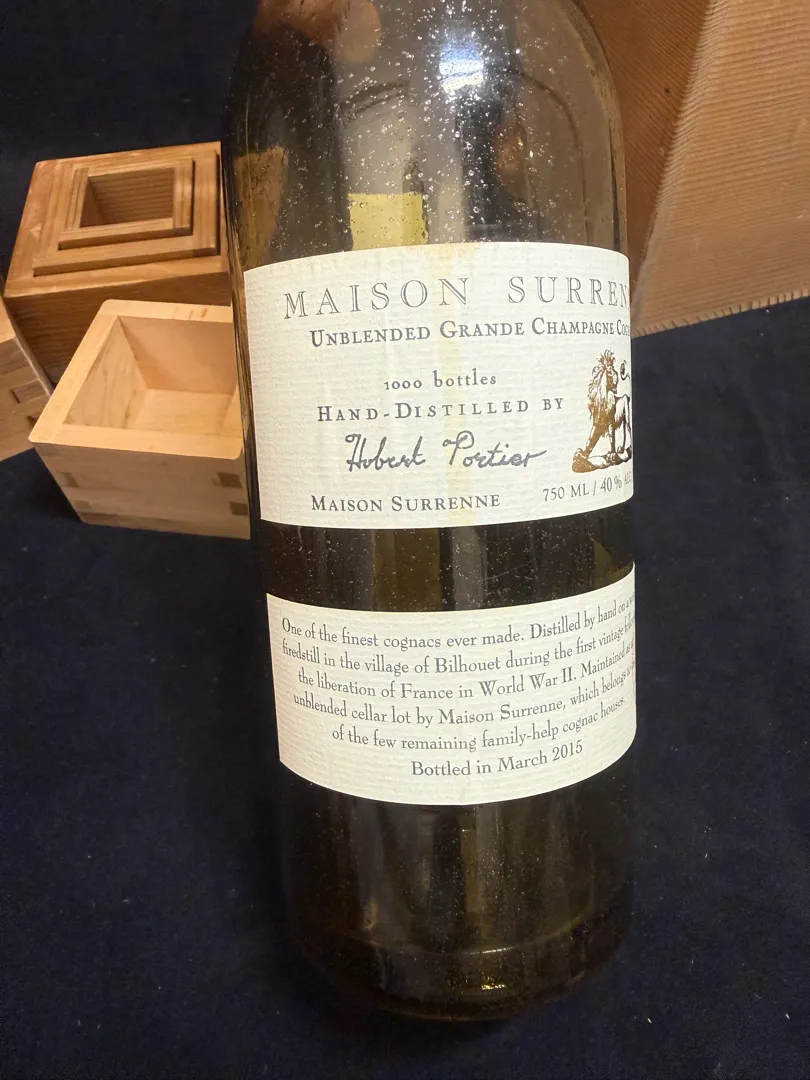 MAISON SURREN
UNBLENDED GRANDE CHAMPAGNE
1000 bottles
HAND-DISTILLED BY
Hobert Portier
MAISON SURRENNE
750 ML / 40 %
One of the finest cognacs ever made. Distilled by hand on a
firedstill in the village of Bilhouet during the first vintage
the liberation of France in World War II. Maintained
unblended cellar lot by Maison Surrenne, which belongs
of the few remaining family-help cognac houses.
Bottled in March 2015